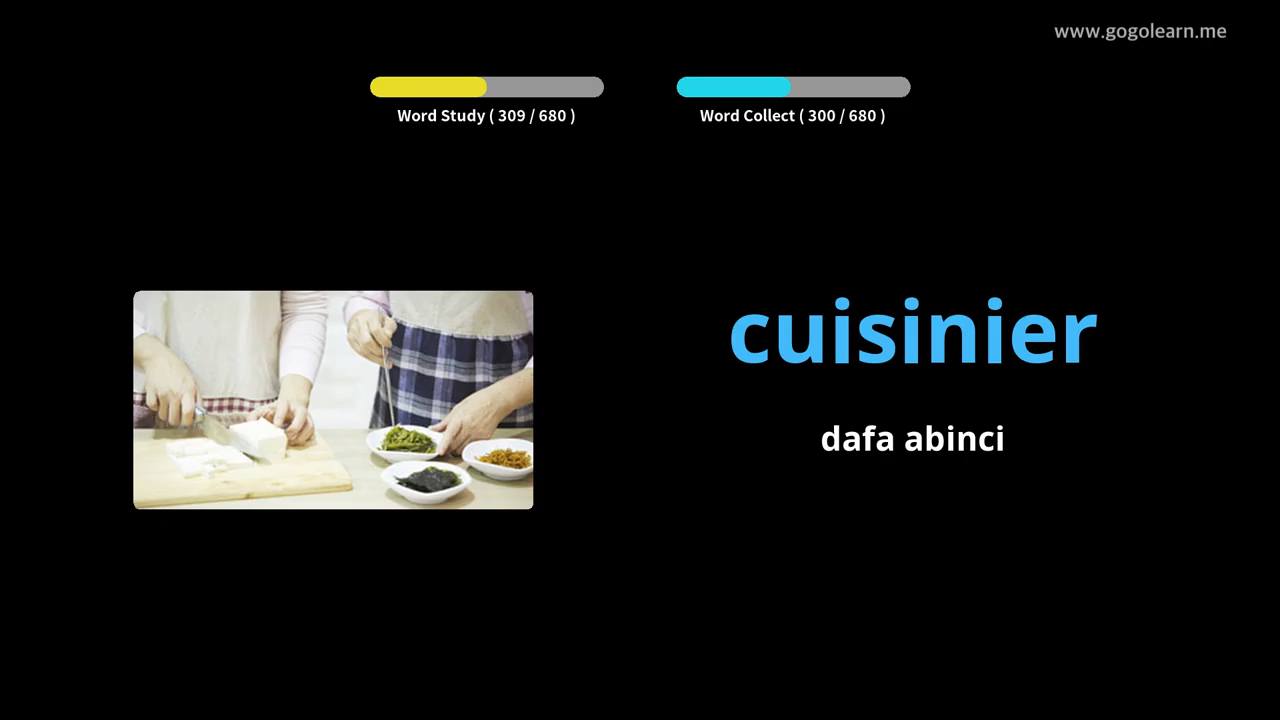 www.gogolearn.me
Word Study ( 309 / 680 )
Word Collect ( 300 / 680 )
cuisinier
dafa abinci